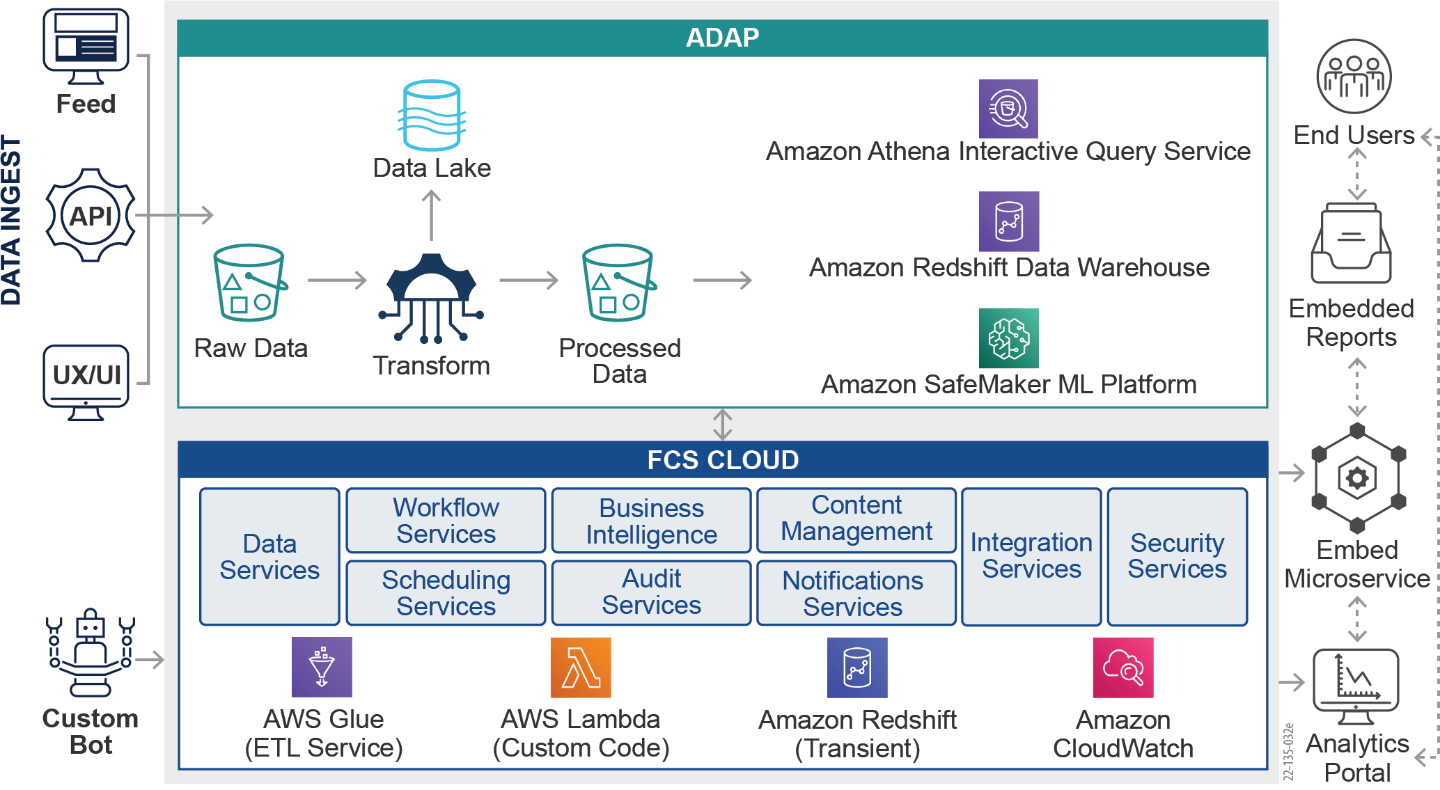 DATA INGEST
Feed
API
UX/UI
Custom
Bot
ADAP
Data Lake
Raw Data
Transform
Processed
Data
Amazon Athena Interactive Query Service
Amazon Redshift Data Warehouse
Amazon SafeMaker ML Platform
FCS CLOUD
Data
Services
Workflow
Services
Scheduling
Services
Business
Intelligence
Audit
Services
Content
Management
Notifications
Services
Integration
Services
Security
Services
AWS Glue
(ETL Service)
AWS Lambda
(Custom Code)
Amazon Redshift
(Transient)
Amazon
CloudWatch
End Users
Embedded
Reports
Embed
Microservice
Analytics
Portal
22-135-032e